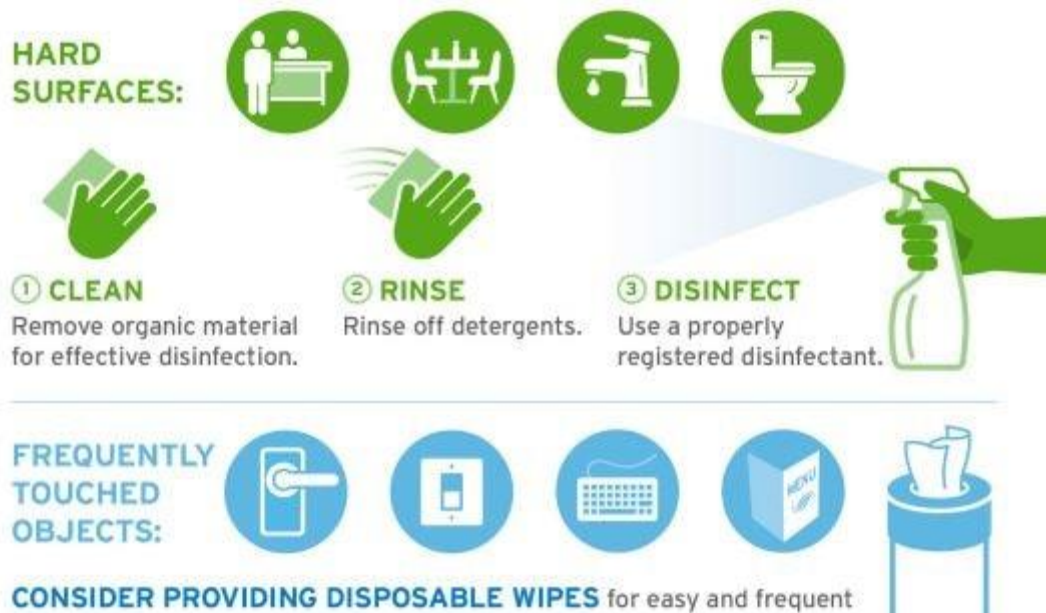 HARD
SURFACES:
① CLEAN
Remove organic material
for effective disinfection.
② RINSE
Rinse off detergents.
③ DISINFECT
Use a properly
registered disinfectant.
FREQUENTLY
TOUCHED
OBJECTS:
MENU
CONSIDER PROVIDING DISPOSABLE WIPES for easy and frequent